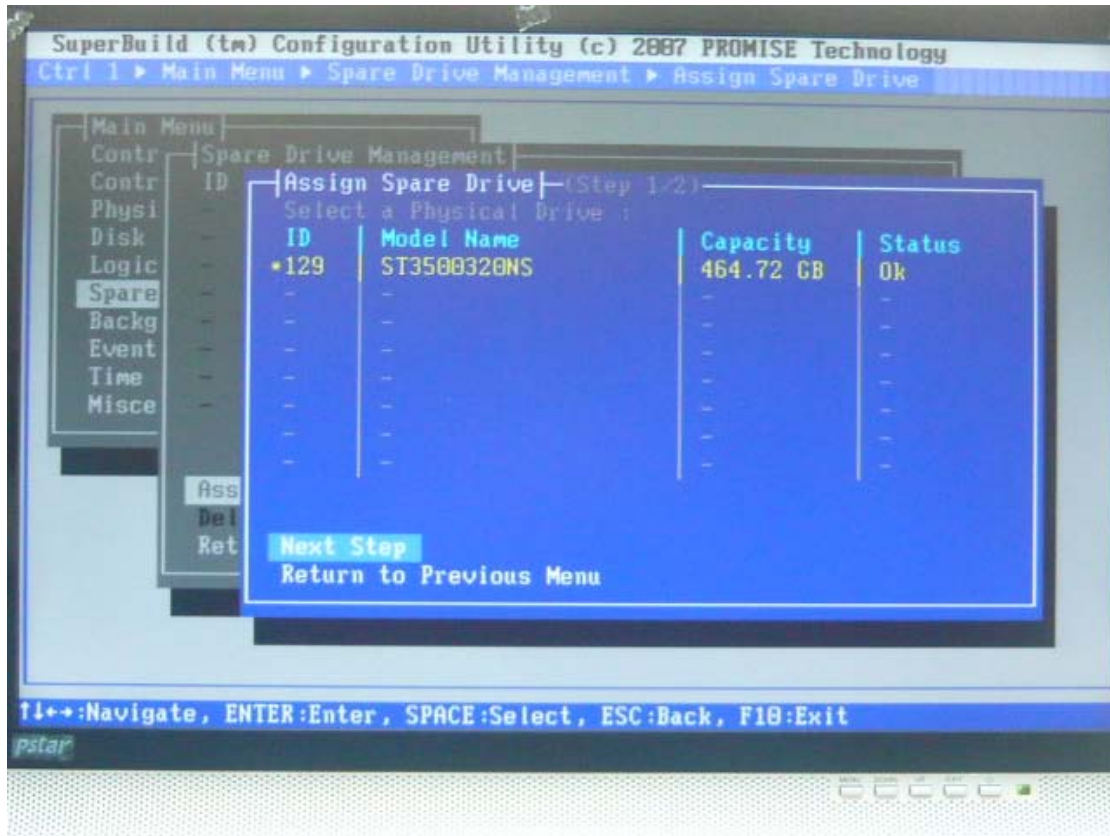 SuperBuild (tm) Configuration Utility (c) 2007 PROMISE Technology
Ctrl 1 ▶ Main Menu ▶ Spare Drive Management ▶ Assign Spare Drive
Main Menu
Contr
Spare Drive Management
Contr
ID
Assign Spare Drive (Step 1/2)
Physi
Select a Physical Drive :
Disk
-
ID Model Name Capacity Status
Logic
-
*129 ST3500320NS 464.72 GB Ok
Spare
-
- - - -
Backg
-
- - - -
Event
-
- - - -
Time
-
- - - -
Misce
-
- - - -
- - - -
- - - -
Ass
Del
Ret
Next Step
Return to Previous Menu
↑↓←→:Navigate, ENTER:Enter, SPACE:Select, ESC:Back, F10:Exit
pstar